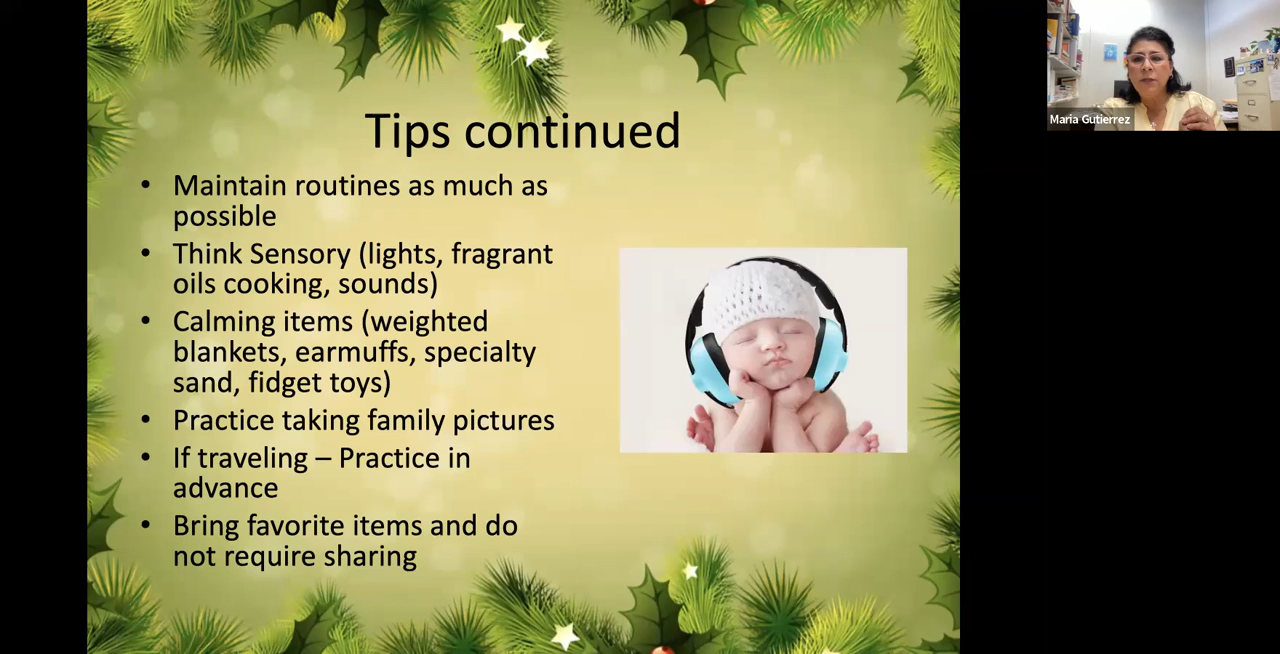 Tips continued
• Maintain routines as much as
possible
• Think Sensory (lights, fragrant
oils cooking, sounds)
• Calming items (weighted
blankets, earmuffs, specialty
sand, fidget toys)
• Practice taking family pictures
• If traveling – Practice in
advance
• Bring favorite items and do
not require sharing
Maria Gutierrez